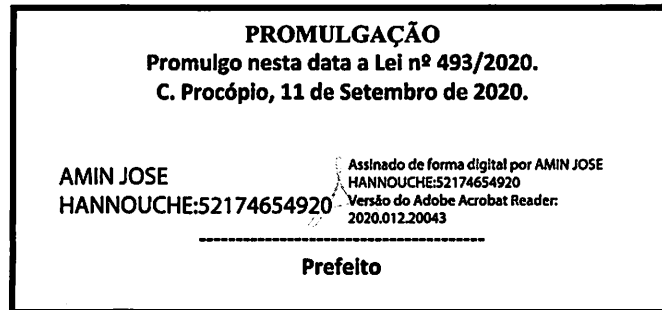 PROMULGAÇÃO
Promulgo nesta data a Lei nº 493/2020.
C. Procópio, 11 de Setembro de 2020.
AMIN JOSE
HANNOUCHE:52174654920
Assinado de forma digital por AMIN JOSE
HANNOUCHE:52174654920
Versão do Adobe Acrobat Reader:
2020.012.20043
Prefeito